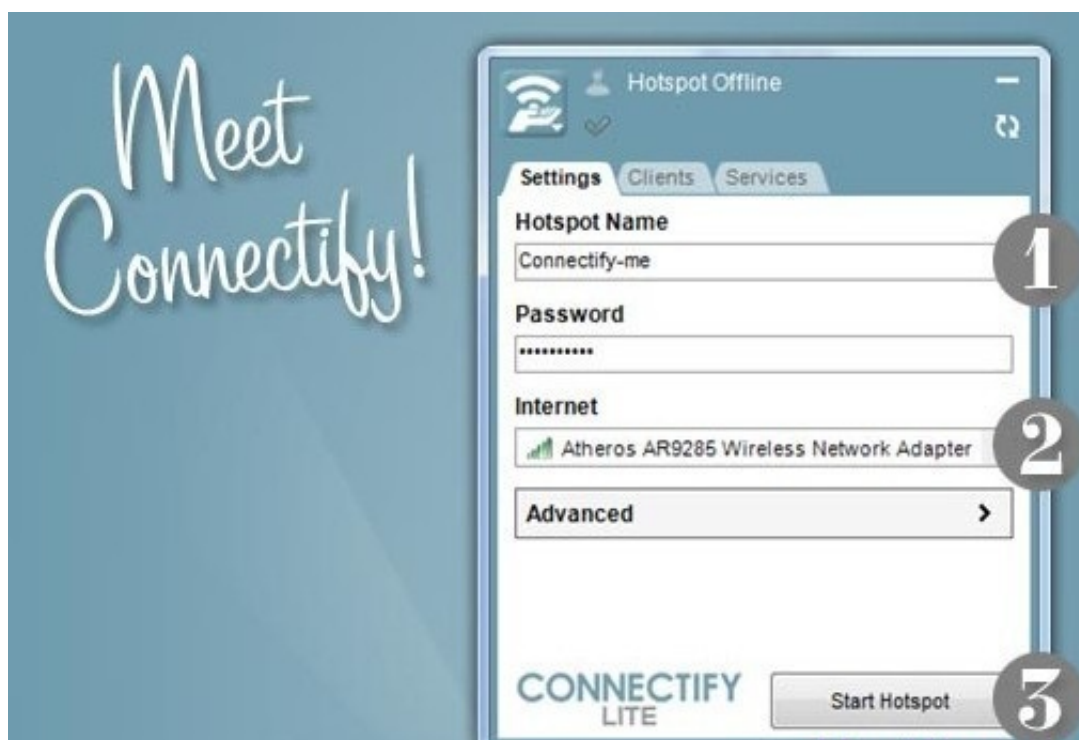 Meet
Connectify!
Hotspot Offline
Settings Clients Services
Hotspot Name
Connectify-me
1
Password
••••••••••
Internet
Atheros AR9285 Wireless Network Adapter
2
Advanced
CONNECTIFY
LITE
Start Hotspot
3